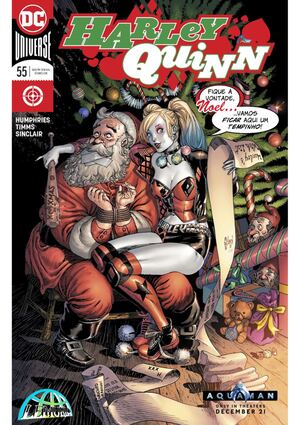 DC
UNIVERSE
HARLEY
QUINN
55
HUMPHRIES
TIMMS
SINCLAIR
FIQUE À
VONTADE,
Noel...
...VAMOS
FICAR AQUI UM
TEMPINHO!
Harley's
AQUAMAN
ONLY IN THEATERS
DECEMBER 21